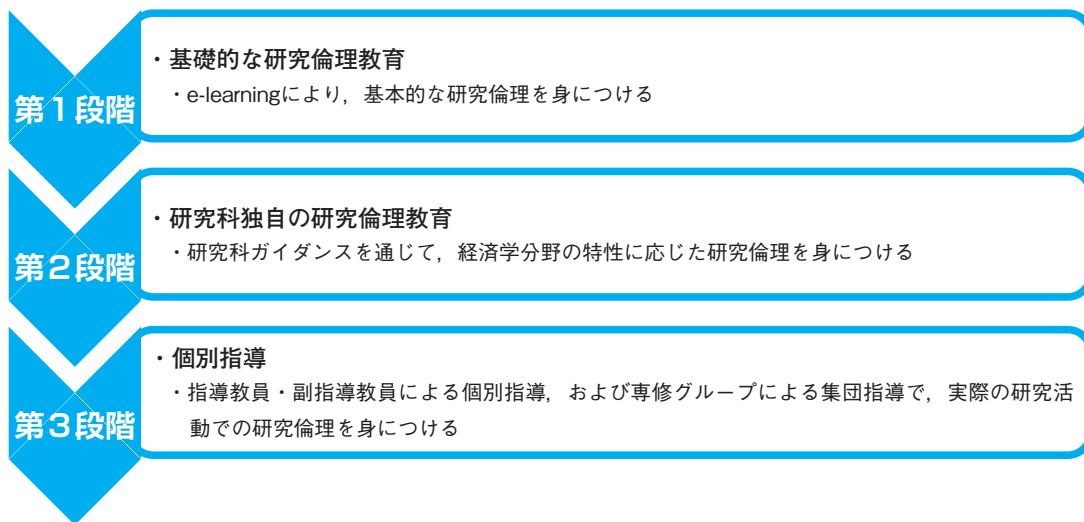 第1段階
・基礎的な研究倫理教育
・e-learningにより，基本的な研究倫理を身につける
第2段階
・研究科独自の研究倫理教育
・研究科ガイダンスを通じて，経済学分野の特性に応じた研究倫理を身につける
第3段階
・個別指導
・指導教員・副指導教員による個別指導，および専修グループによる集団指導で，実際の研究活
動での研究倫理を身につける